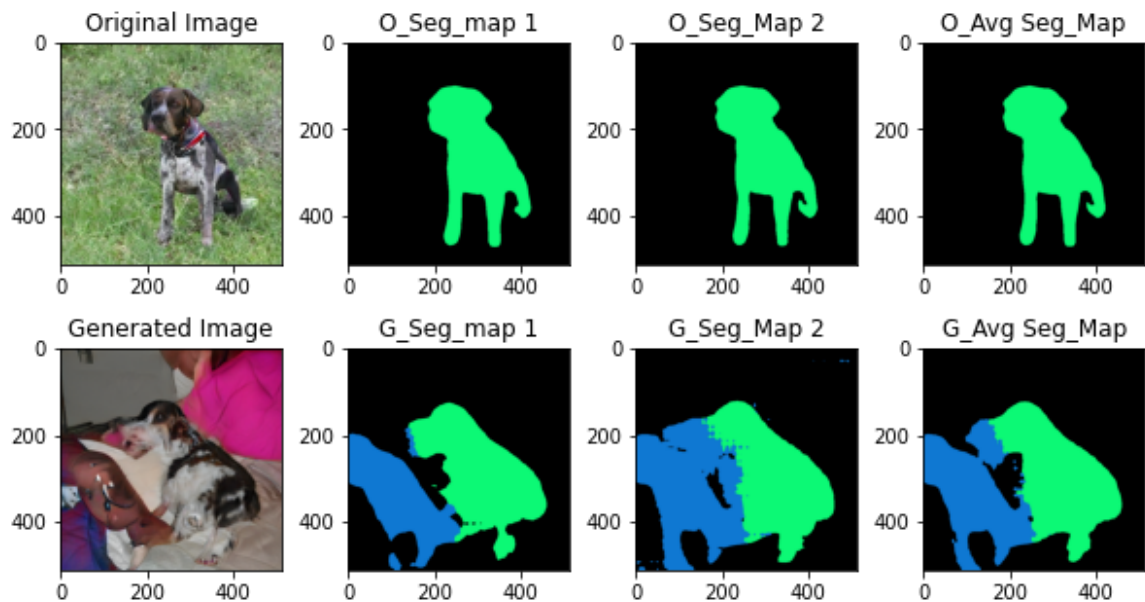 Original Image O_Seg_map 1 O_Seg_Map 2 O_Avg Seg_Map
0 0 0 0
200 200 200 200
400 400 400 400
0 200 400 0 200 400 0 200 400 0 200 400
Generated Image G_Seg_map 1 G_Seg_Map 2 G_Avg Seg_Map
0 0 0 0
200 200 200 200
400 400 400 400
0 200 400 0 200 400 0 200 400 0 200 400